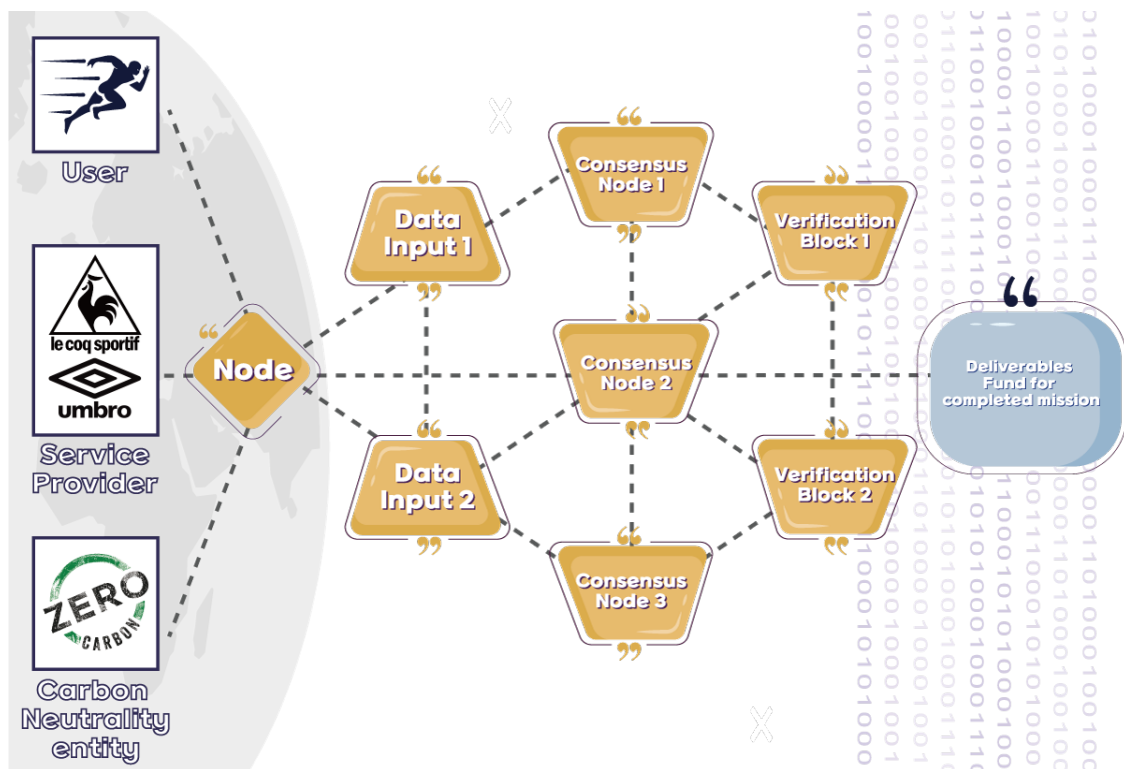 User
le coq sportif
umbro
Service
Provider
ZERO
CARBON
Carbon
Neutrality
entity
Node
Data
Input 1
Data
Input 2
X
Consensus
Node 1
Consensus
Node 2
Consensus
Node 3
Verification
Block 1
Verification
Block 2
X
Deliverables
Fund for
completed mission